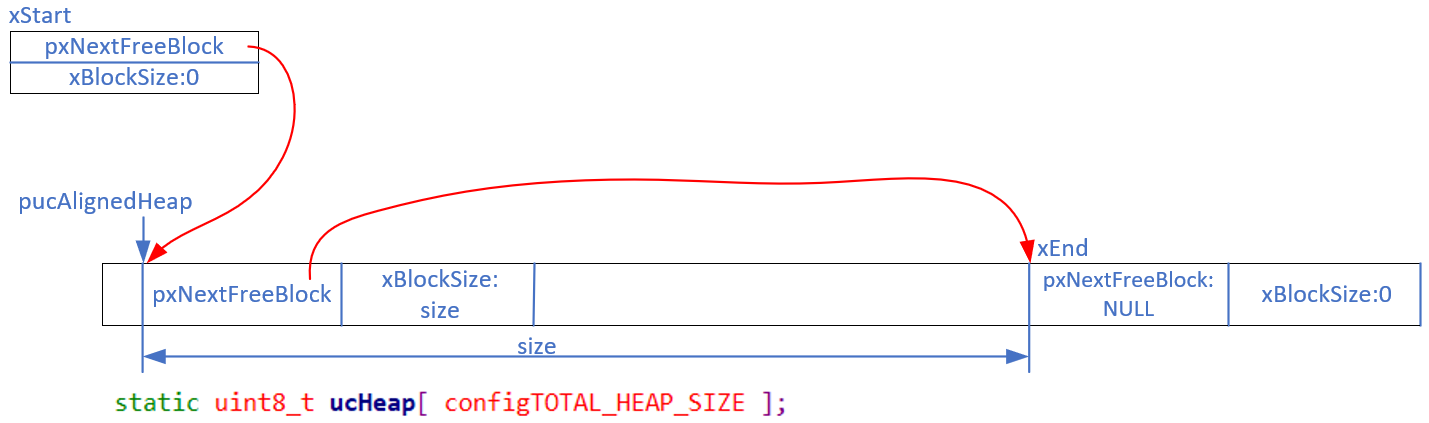 xStart
pxNextFreeBlock
xBlockSize:0
pucAlignedHeap
xEnd
pxNextFreeBlock
xBlockSize:
size
pxNextFreeBlock:
NULL
xBlockSize:0
size
static uint8_t ucHeap[ configTOTAL_HEAP_SIZE ];